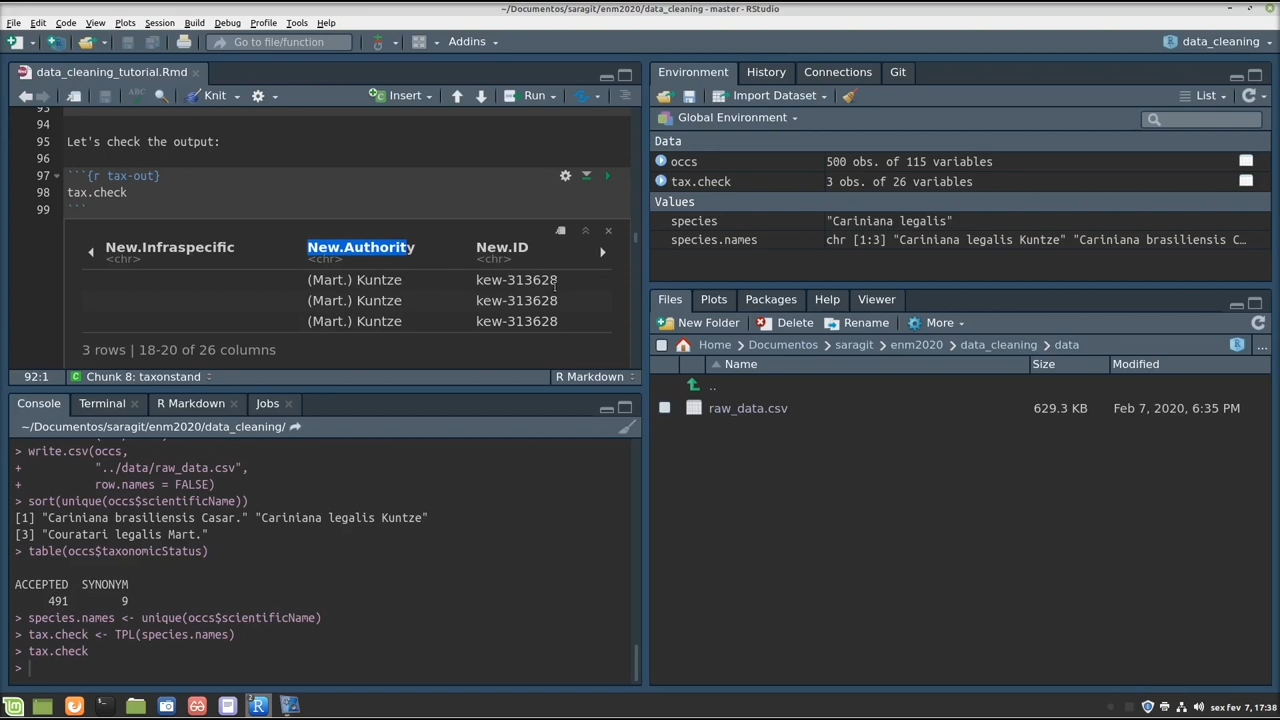 ~/Documentos/saragit/enm2020/data_cleaning - master - RStudio
File Edit Code View Plots Session Build Debug Profile Tools Help
Go to file/function Addins data_cleaning
data_cleaning_tutorial.Rmd
Knit Insert Run
93
94
95 Let's check the output:
96
97 ```{r tax-out}
98 tax.check
99 ```
New.Infraspecific New.Authority New.ID
<chr> <chr> <chr>
(Mart.) Kuntze kew-313628
(Mart.) Kuntze kew-313628
(Mart.) Kuntze kew-313628
3 rows | 18-20 of 26 columns
92:1 Chunk 8: taxonstand R Markdown
Console Terminal R Markdown Jobs
~/Documentos/saragit/enm2020/data_cleaning/
> write.csv(occs,
+ "../data/raw_data.csv",
+ row.names = FALSE)
> sort(unique(occs$scientificName))
[1] "Cariniana brasiliensis Casar." "Cariniana legalis Kuntze"
[3] "Couratari legalis Mart."
> table(occs$taxonomicStatus)
ACCEPTED SYNONYM
491 9
> species.names <- unique(occs$scientificName)
> tax.check <- TPL(species.names)
> tax.check
>
Environment History Connections Git
Import Dataset List
Global Environment
Data
occs 500 obs. of 115 variables
tax.check 3 obs. of 26 variables
Values
species "Cariniana legalis"
species.names chr [1:3] "Cariniana legalis Kuntze" "Cariniana brasiliensis C…
Files Plots Packages Help Viewer
New Folder Delete Rename More
Home Documentos saragit enm2020 data_cleaning data ...
Name Size Modified
..
raw_data.csv 629.3 KB Feb 7, 2020, 6:35 PM
sex fev 7, 17:38